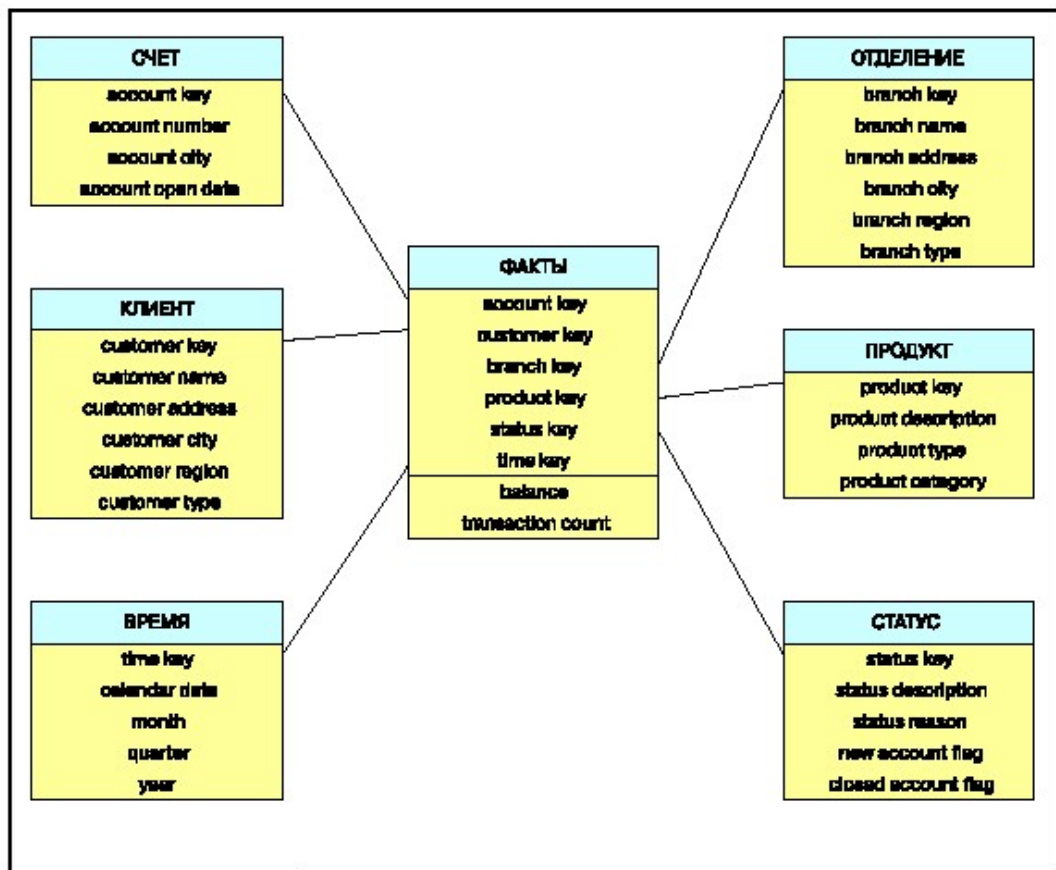 СЧЕТ
account key
account number
account city
account open date
КЛИЕНТ
customer key
customer name
customer address
customer city
customer region
customer type
ВРЕМЯ
time key
calendar date
month
quarter
year
ФАКТЫ
account key
customer key
branch key
product key
status key
time key
balance
transaction count
ОТДЕЛЕНИЕ
branch key
branch name
branch address
branch city
branch region
branch type
ПРОДУКТ
product key
product description
product type
product category
СТАТУС
status key
status description
status reason
new account flag
closed account flag